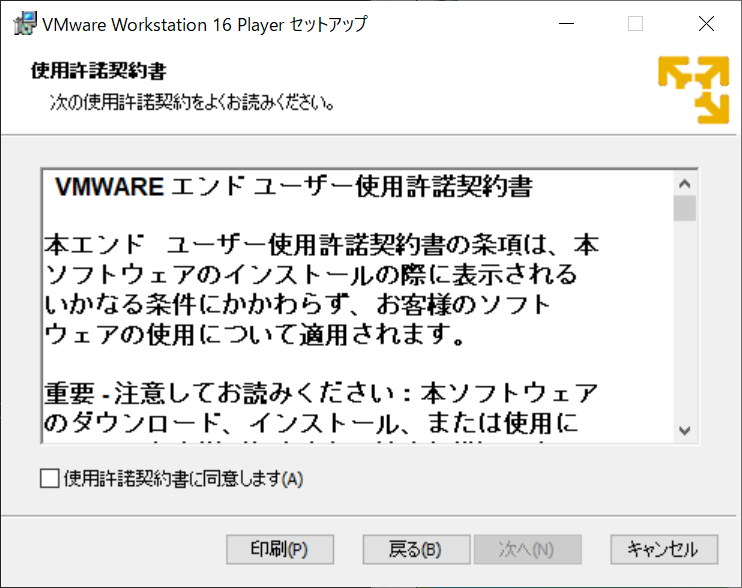 VMware Workstation 16 Player セットアップ
使用許諾契約書
次の使用許諾契約をよくお読みください。
VMWARE エンド ユーザー使用許諾契約書
本エンド ユーザー使用許諾契約書の条項は、本
ソフトウェアのインストールの際に表示される
いかなる条件にかかわらず、お客様のソフト
ウェアの使用について適用されます。
重要 - 注意してお読みください：本ソフトウェア
のダウンロード、インストール、または使用に
使用許諾契約書に同意します(A)
印刷(P)
戻る(B)
次へ(N)
キャンセル